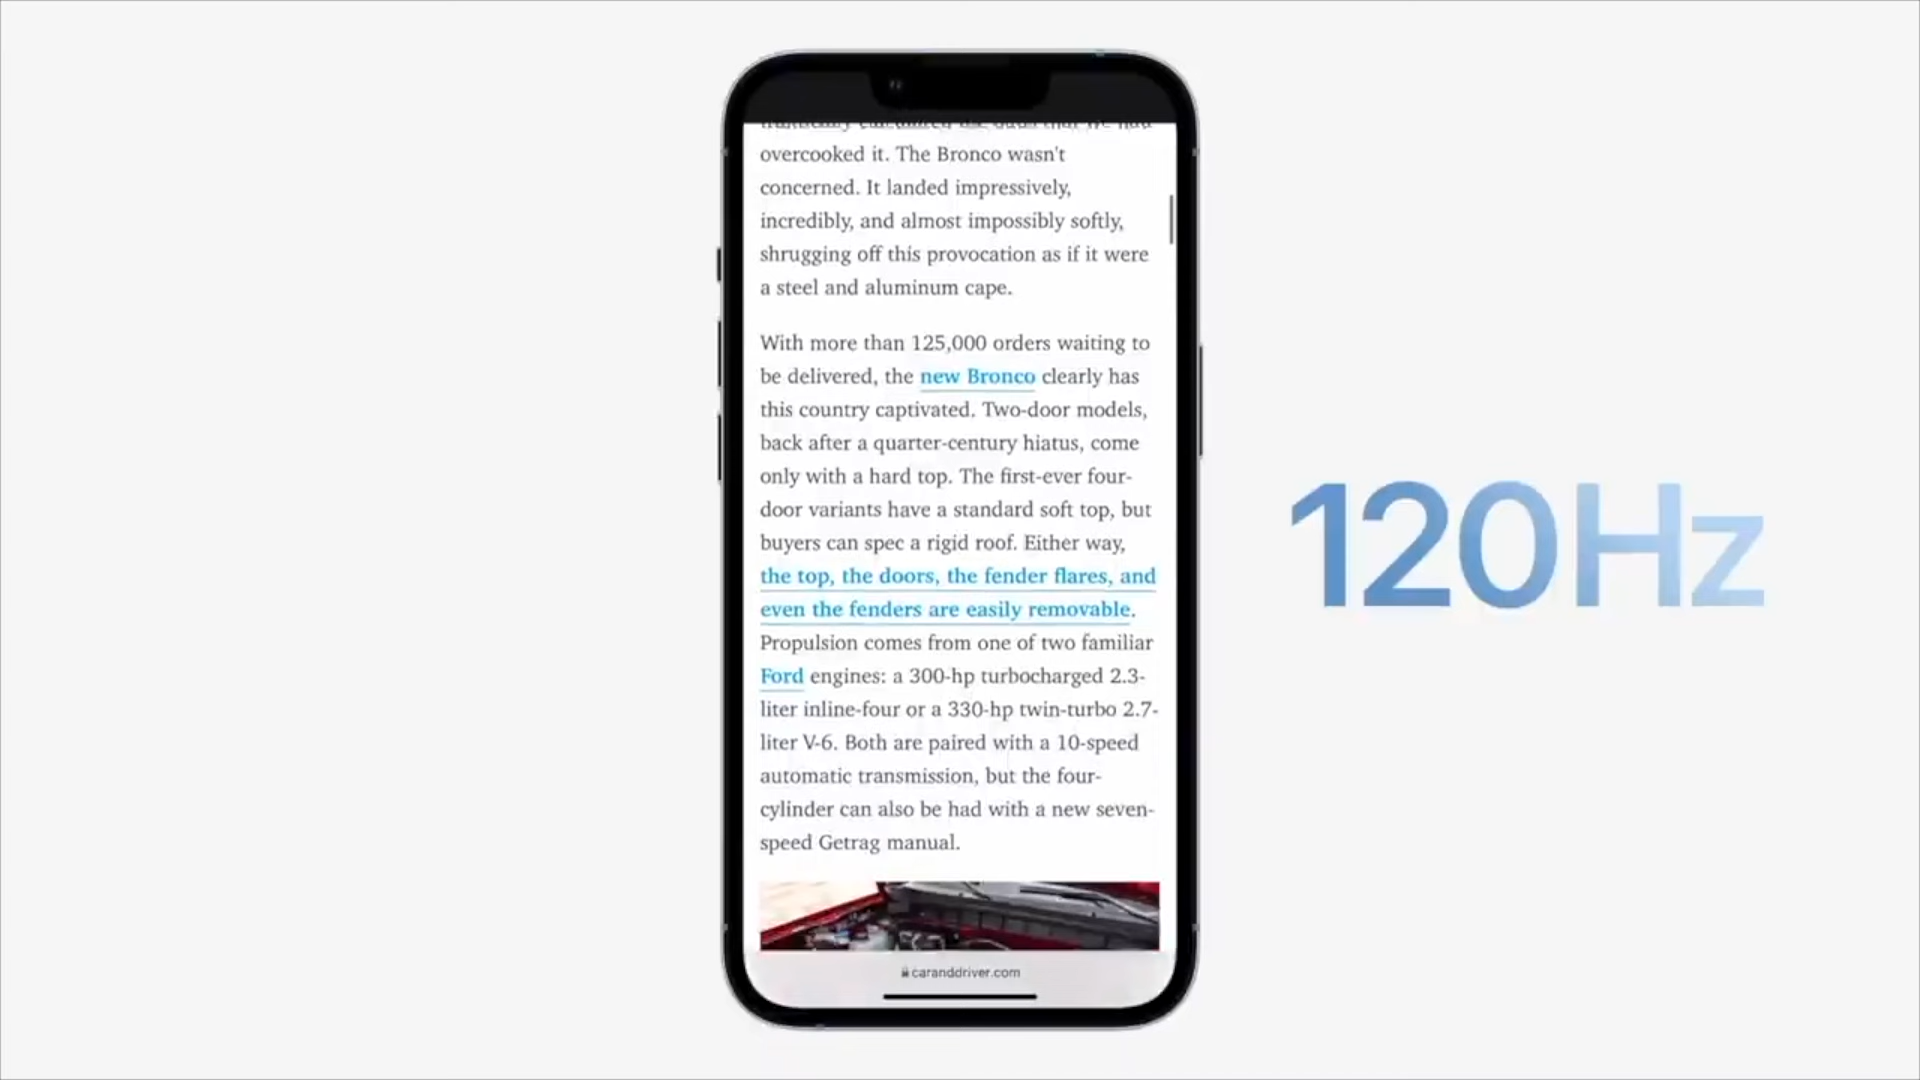 overcooked it. The Bronco wasn't
concerned. It landed impressively,
incredibly, and almost impossibly softly,
shrugging off this provocation as if it were
a steel and aluminum cape.
With more than 125,000 orders waiting to
be delivered, the new Bronco clearly has
this country captivated. Two-door models,
back after a quarter-century hiatus, come
only with a hard top. The first-ever four-
door variants have a standard soft top, but
buyers can spec a rigid roof. Either way,
the top, the doors, the fender flares, and
even the fenders are easily removable.
Propulsion comes from one of two familiar
Ford engines: a 300-hp turbocharged 2.3-
liter inline-four or a 330-hp twin-turbo 2.7-
liter V-6. Both are paired with a 10-speed
automatic transmission, but the four-
cylinder can also be had with a new seven-
speed Getrag manual.
caranddriver.com
120Hz